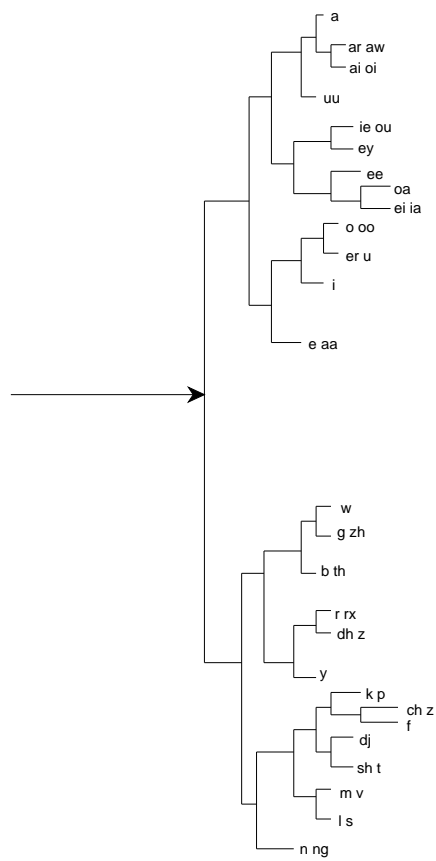 a
ar aw
ai oi
uu
ie ou
ey
ee
oa
ei ia
o oo
er u
i
e aa
w
g zh
b th
r rx
dh z
y
k p
ch z
f
dj
sh t
m v
l s
n ng